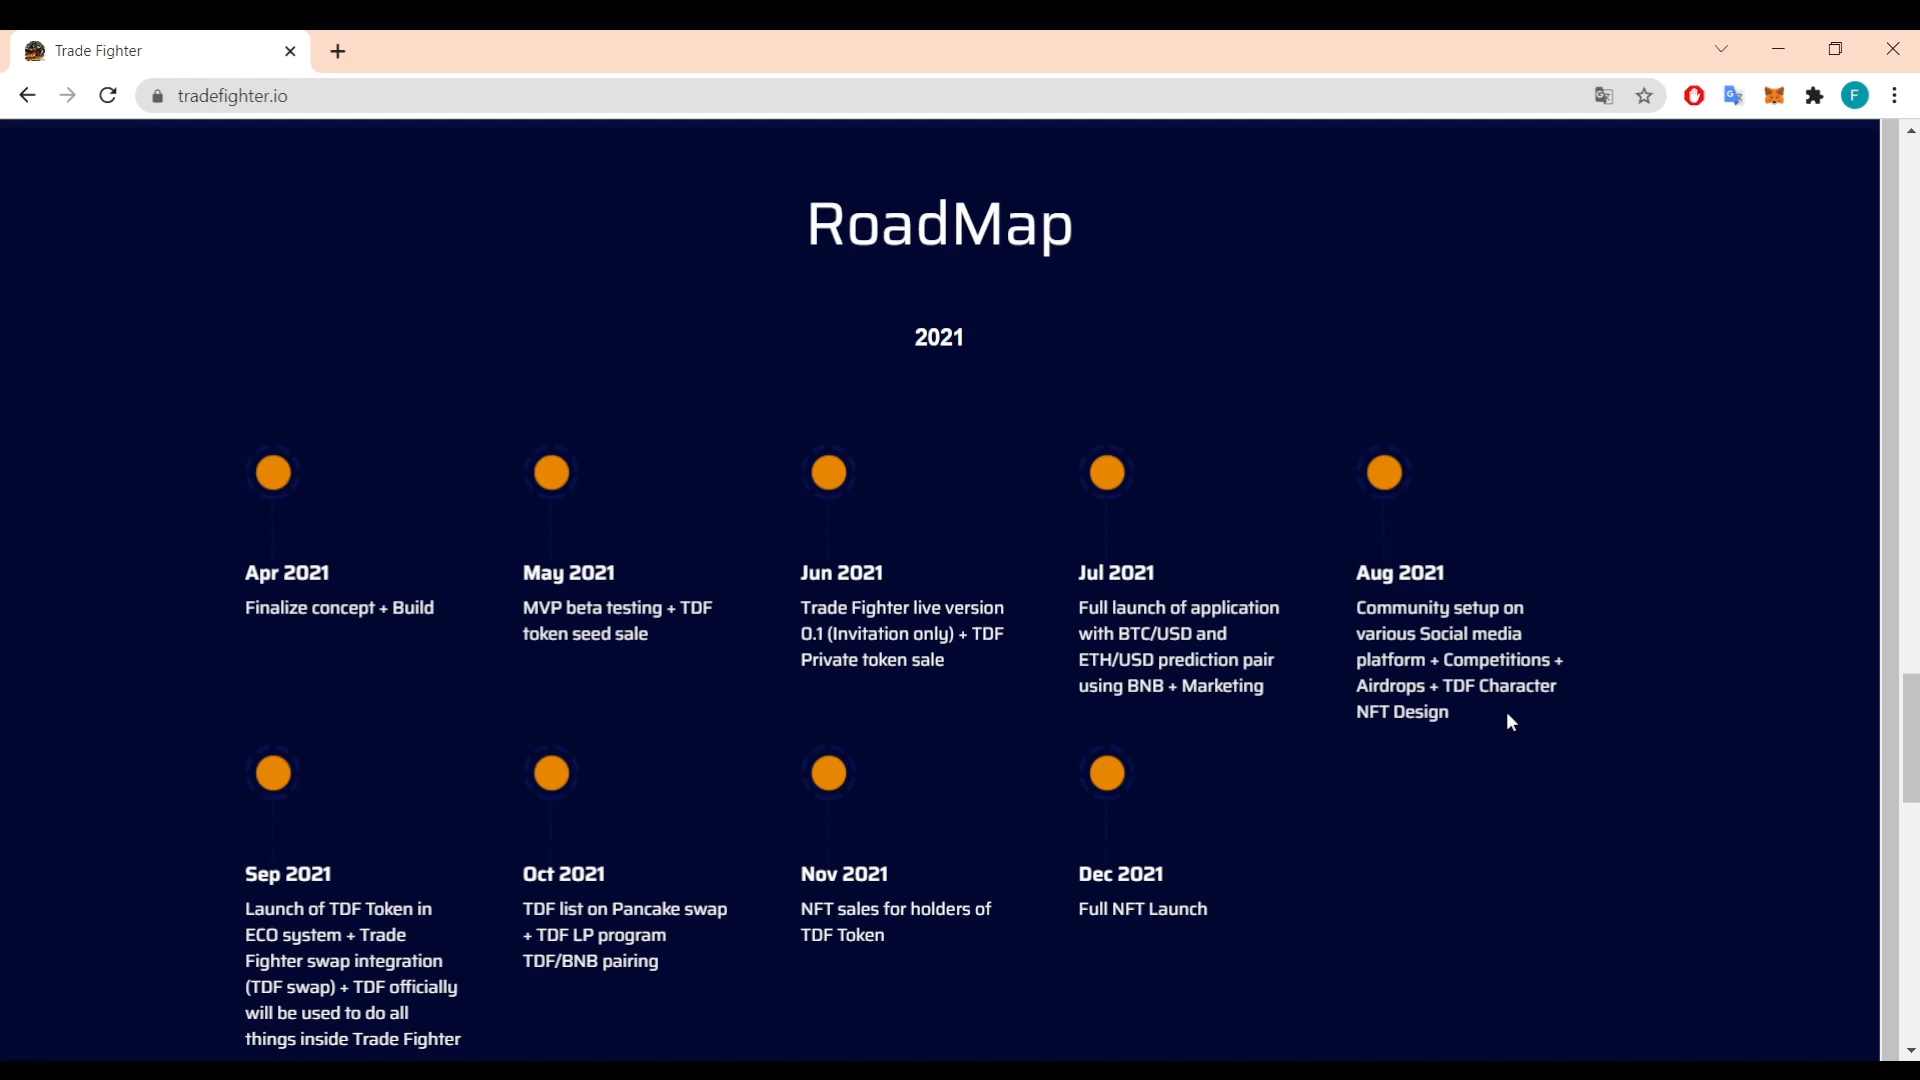 Trade Fighter
tradefighter.io
F
RoadMap
2021
Apr 2021
Finalize concept + Build
May 2021
MVP beta testing + TDF
token seed sale
Jun 2021
Trade Fighter live version
0.1 (Invitation only) + TDF
Private token sale
Jul 2021
Full launch of application
with BTC/USD and
ETH/USD prediction pair
using BNB + Marketing
Aug 2021
Community setup on
various Social media
platform + Competitions +
Airdrops + TDF Character
NFT Design
Sep 2021
Launch of TDF Token in
ECO system + Trade
Fighter swap integration
(TDF swap) + TDF officially
will be used to do all
things inside Trade Fighter
Oct 2021
TDF list on Pancake swap
+ TDF LP program
TDF/BNB pairing
Nov 2021
NFT sales for holders of
TDF Token
Dec 2021
Full NFT Launch